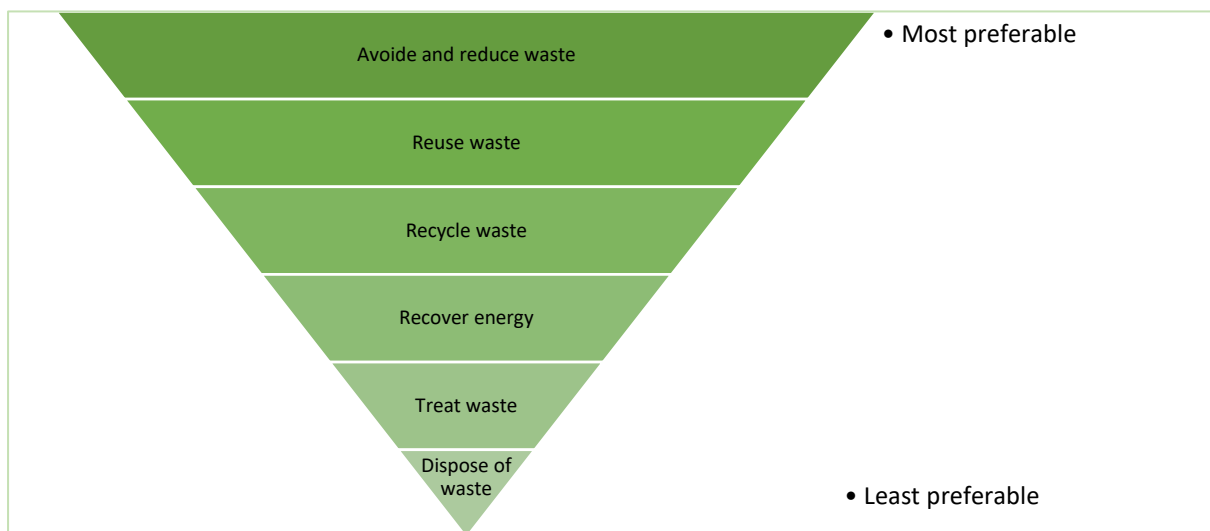 Avoide and reduce waste
• Most preferable
Reuse waste
Recycle waste
Recover energy
Treat waste
Dispose of
waste
• Least preferable